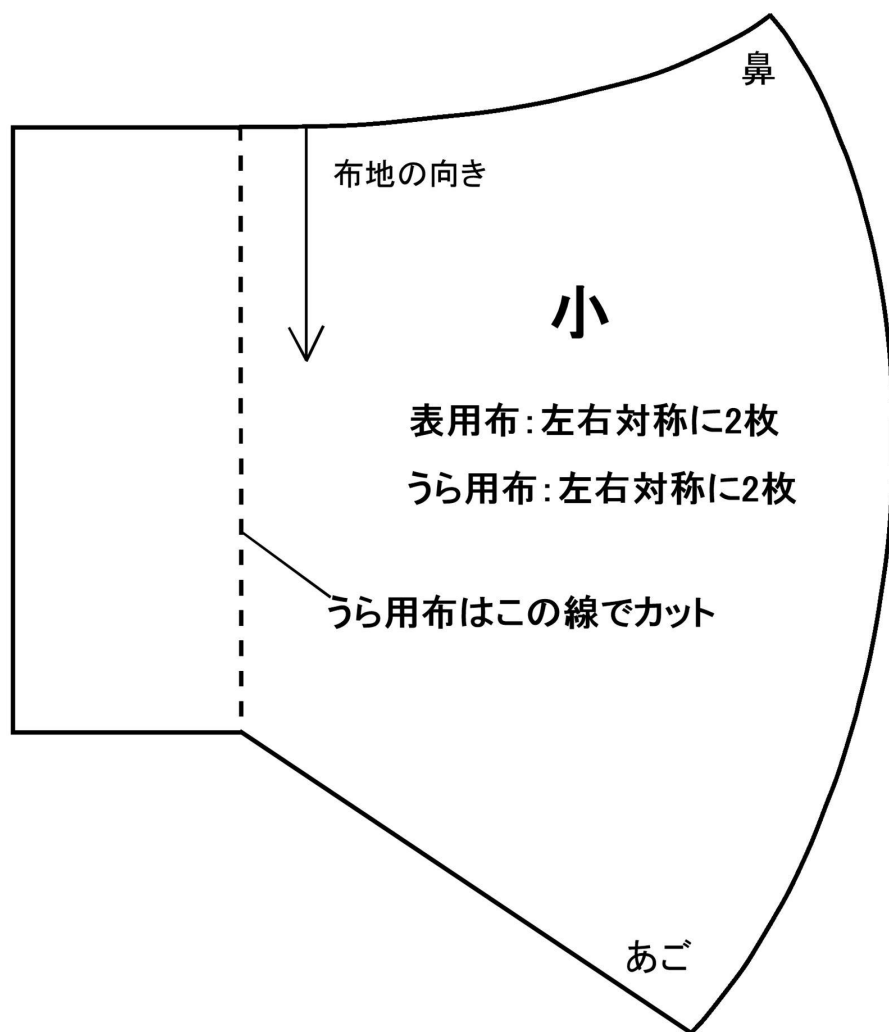 鼻
布地の向き
小
表用布：左右対称に2枚
うら用布：左右対称に2枚
うら用布はこの線でカット
あご